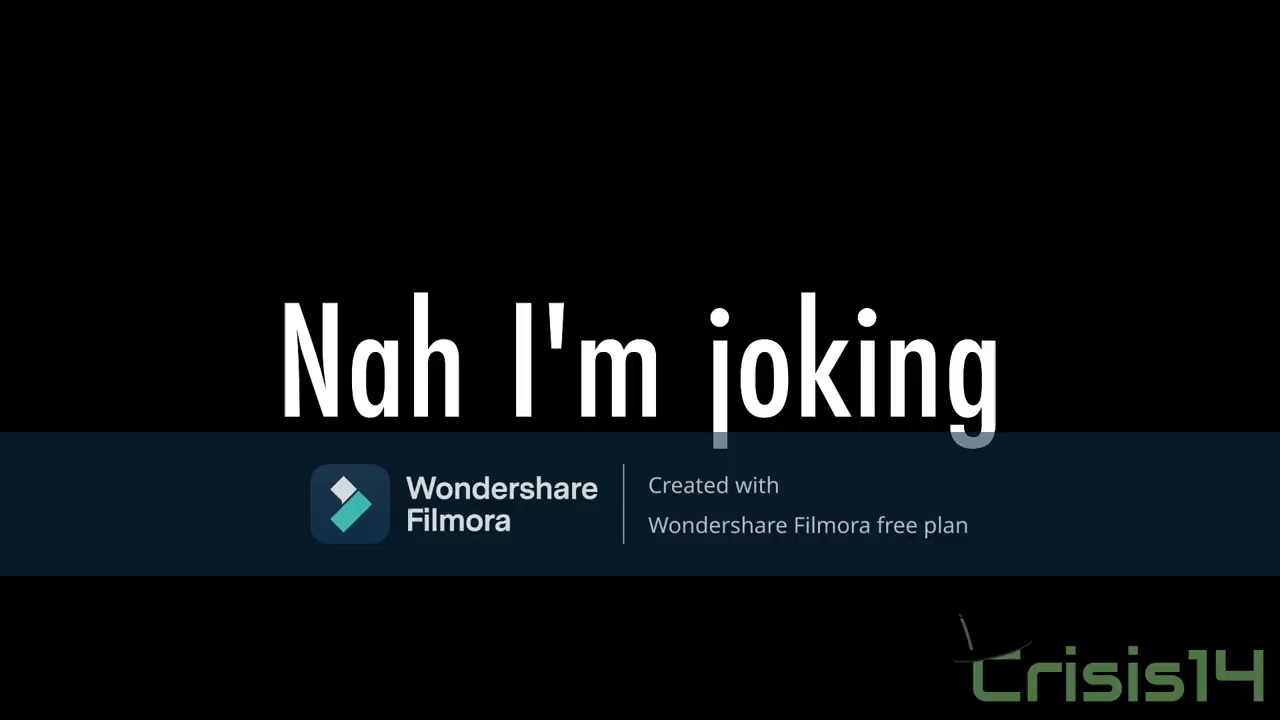 Nah I'm joking
Wondershare
Filmora
Created with
Wondershare Filmora free plan
Crisis14